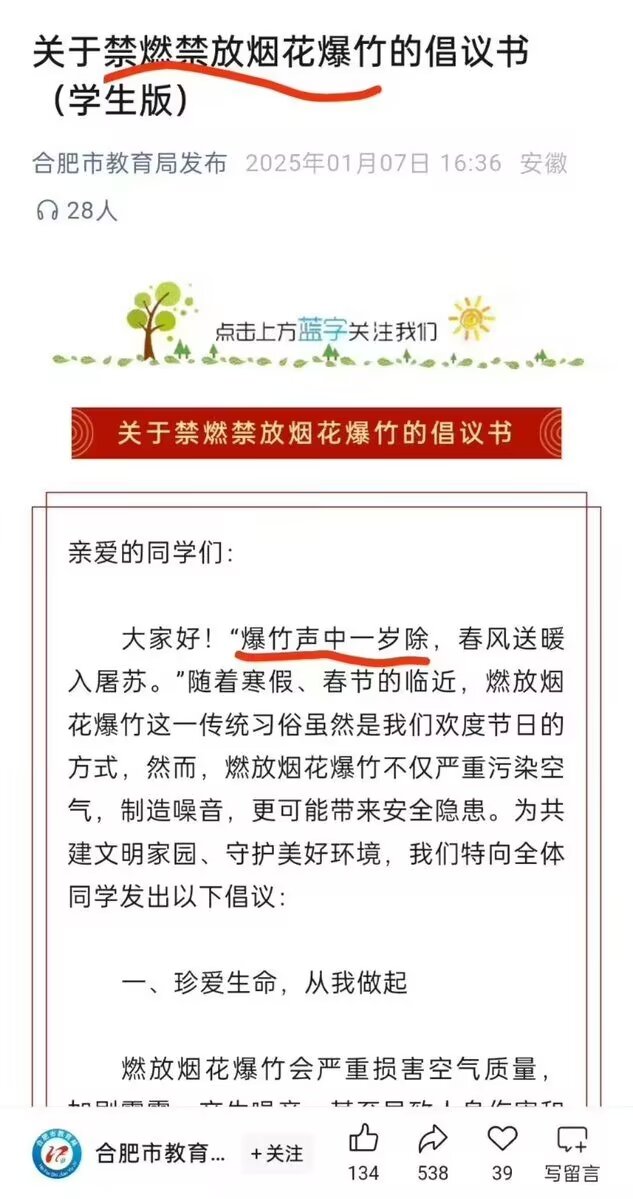 关于禁燃禁放烟花爆竹的倡议书
（学生版）
合肥市教育局发布 2025年01月07日 16:36 安徽
28人
点击上方蓝字关注我们
关于禁燃禁放烟花爆竹的倡议书
亲爱的同学们：
大家好！“爆竹声中一岁除，春风送暖
入屠苏。”随着寒假、春节的临近，燃放烟
花爆竹这一传统习俗虽然是我们欢度节日的
方式，然而，燃放烟花爆竹不仅严重污染空
气，制造噪音，更可能带来安全隐患。为共
建文明家园、守护美好环境，我们特向全体
同学发出以下倡议：
一、珍爱生命，从我做起
燃放烟花爆竹会严重损害空气质量，
合肥市教育... +关注 134 538 39 写留言